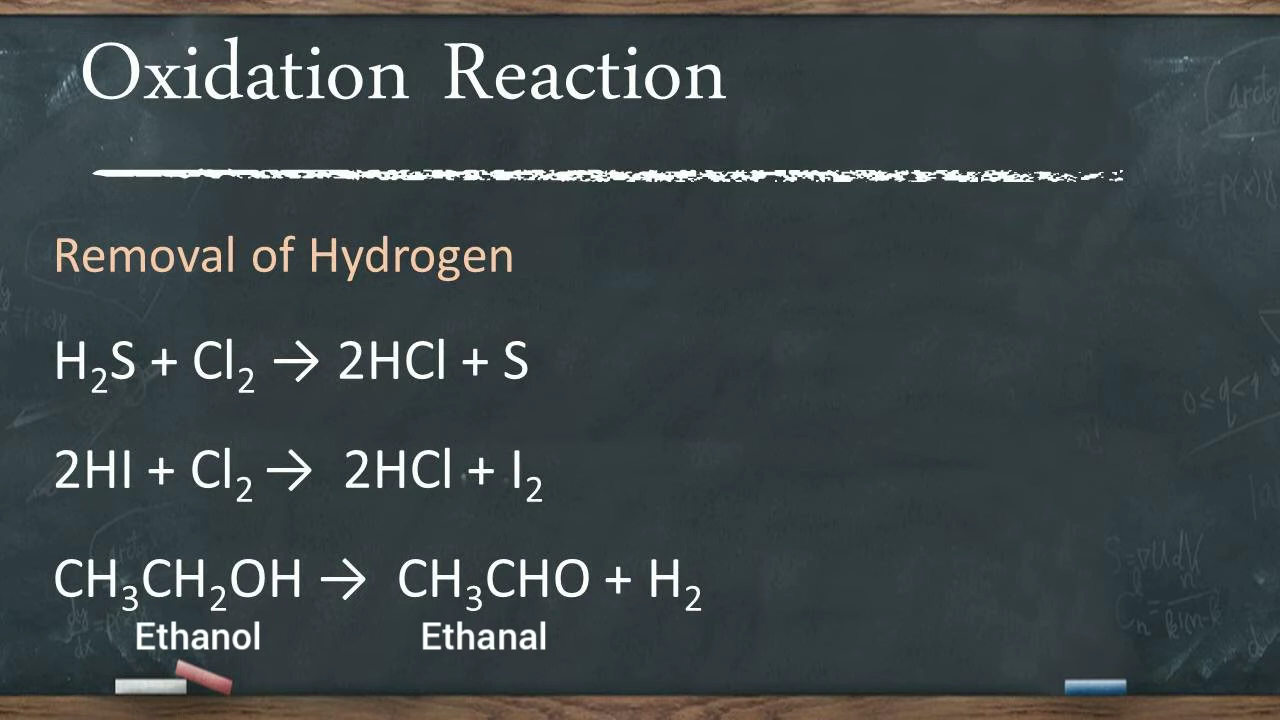 Oxidation Reaction
Removal of Hydrogen
H₂S + Cl₂ → 2HCl + S
2HI + Cl₂ → 2HCl + I₂
CH₃CH₂OH → CH₃CHO + H₂
Ethanol Ethanal